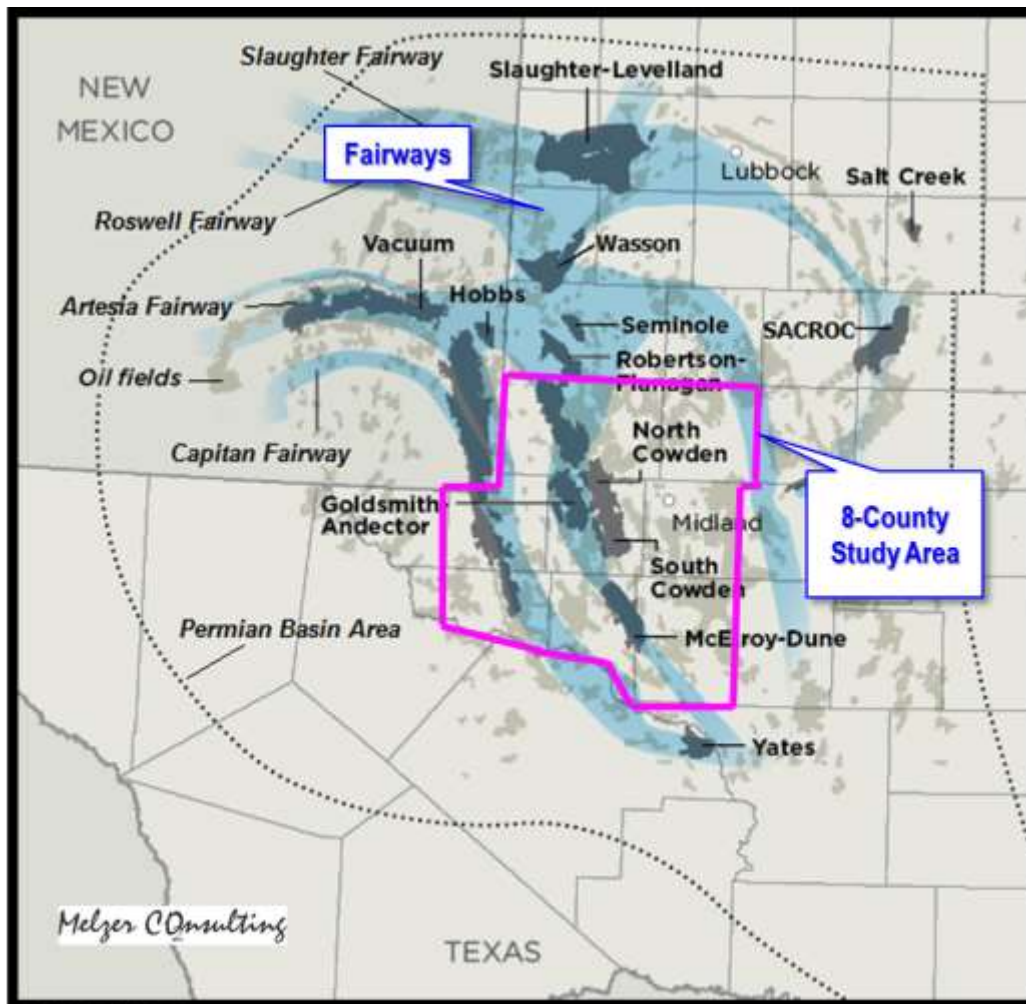 Slaughter Fairway
Slaughter-Levelland
NEW
MEXICO
Fairways
Lubbock
Salt Creek
Roswell Fairway
Vacuum
Wasson
Hobbs
Artesia Fairway
Seminole
SACROC
Robertson-
Flanagan
Oil fields
Capitan Fairway
North
Cowden
Goldsmith-
Andector
Midland
8-County
Study Area
South
Cowden
Permian Basin Area
McElroy-Dune
Yates
Melzer COnsulting
TEXAS